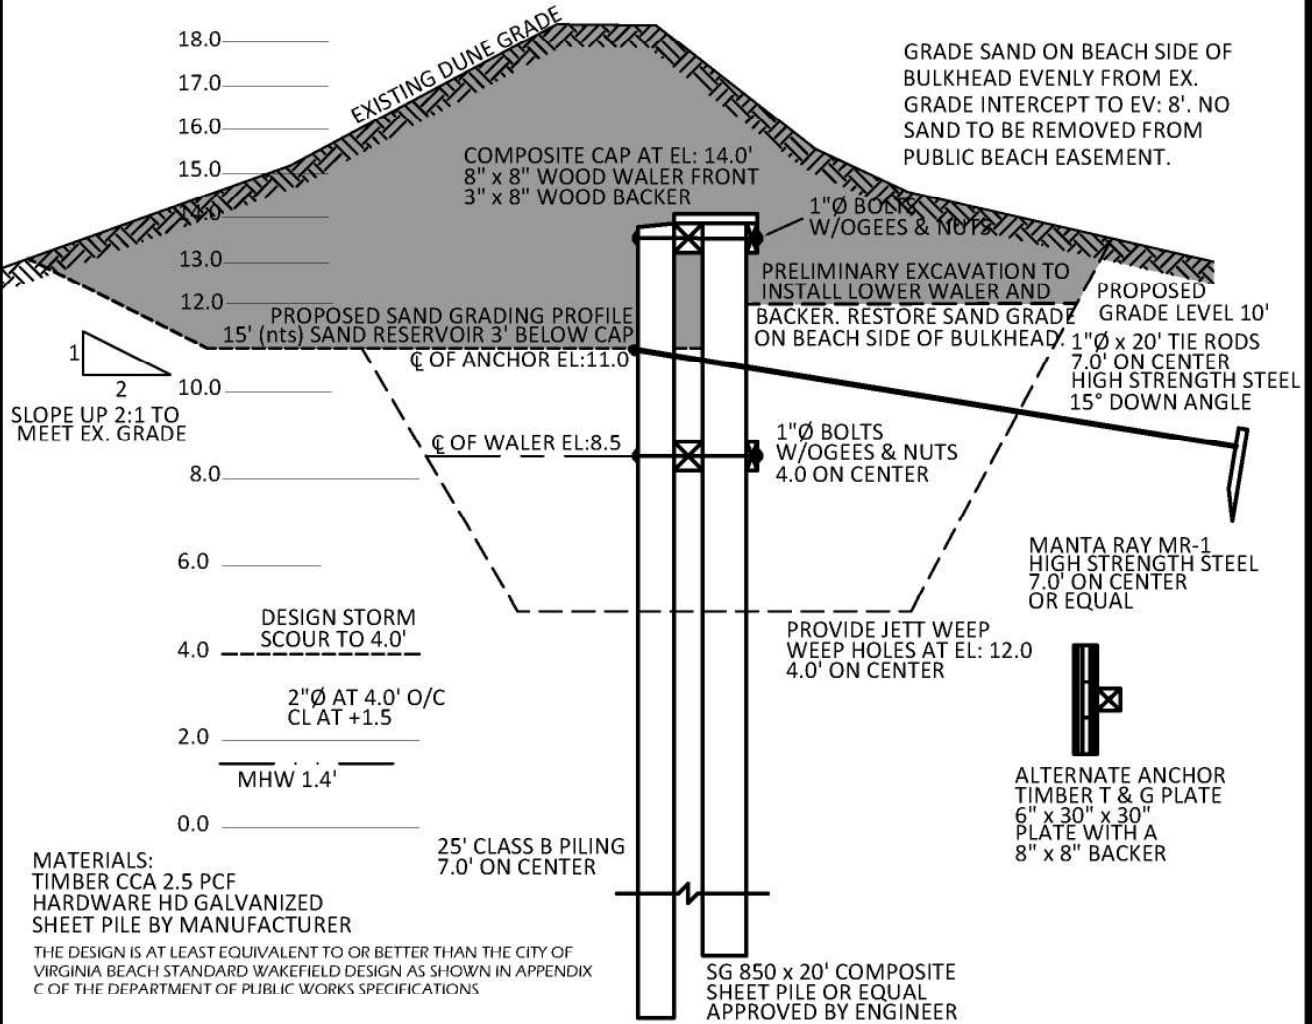 18.0
17.0
16.0
15.0
14.0
13.0
12.0
10.0
8.0
6.0
4.0
2.0
0.0
EXISTING DUNE GRADE
GRADE SAND ON BEACH SIDE OF
BULKHEAD EVENLY FROM EX.
GRADE INTERCEPT TO EV: 8'. NO
SAND TO BE REMOVED FROM
PUBLIC BEACH EASEMENT.
COMPOSITE CAP AT EL: 14.0'
8" x 8" WOOD WALER FRONT
3" x 8" WOOD BACKER
1"Ø BOLTS
W/OGEES & NUTS
PRELIMINARY EXCAVATION TO
INSTALL LOWER WALER AND
BACKER. RESTORE SAND GRADE
ON BEACH SIDE OF BULKHEAD.
PROPOSED
GRADE LEVEL 10'
PROPOSED SAND GRADING PROFILE
15' (nts) SAND RESERVOIR 3' BELOW CAP
℄ OF ANCHOR EL:11.0
1"Ø x 20' TIE RODS
7.0' ON CENTER
HIGH STRENGTH STEEL
15° DOWN ANGLE
1
2
SLOPE UP 2:1 TO
MEET EX. GRADE
℄ OF WALER EL:8.5
1"Ø BOLTS
W/OGEES & NUTS
4.0 ON CENTER
MANTA RAY MR-1
HIGH STRENGTH STEEL
7.0' ON CENTER
OR EQUAL
DESIGN STORM
SCOUR TO 4.0'
PROVIDE JETT WEEP
WEEP HOLES AT EL: 12.0
4.0' ON CENTER
2"Ø AT 4.0' O/C
CL AT +1.5
MHW 1.4'
ALTERNATE ANCHOR
TIMBER T & G PLATE
6" x 30" x 30"
PLATE WITH A
8" x 8" BACKER
25' CLASS B PILING
7.0' ON CENTER
MATERIALS:
TIMBER CCA 2.5 PCF
HARDWARE HD GALVANIZED
SHEET PILE BY MANUFACTURER
THE DESIGN IS AT LEAST EQUIVALENT TO OR BETTER THAN THE CITY OF
VIRGINIA BEACH STANDARD WAKEFIELD DESIGN AS SHOWN IN APPENDIX
C OF THE DEPARTMENT OF PUBLIC WORKS SPECIFICATIONS
SG 850 x 20' COMPOSITE
SHEET PILE OR EQUAL
APPROVED BY ENGINEER